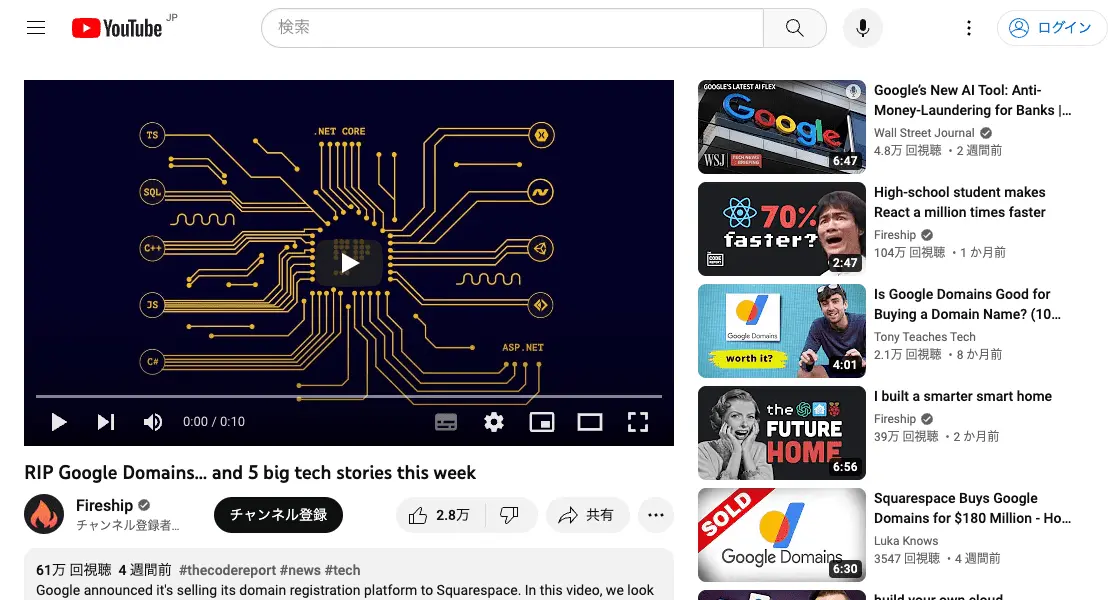 YouTube JP
検索
ログイン
.NET CORE
TS
SQL
C++
JS
C#
ASP.NET
0:00 / 0:10
RIP Google Domains... and 5 big tech stories this week
Fireship
チャンネル登録者...
チャンネル登録
2.8万
共有
61万 回視聴 4 週間前 #thecodereport #news #tech
Google announced it's selling its domain registration platform to Squarespace. In this video, we look
GOOGLE'S LATEST AI FLEX
Google
WSJ TECH NEWS BRIEFING
6:47
Google's New AI Tool: Anti-
Money-Laundering for Banks |...
Wall Street Journal
4.8万 回視聴 ・2 週間前
70%
faster?
CODE REPORT
2:47
High-school student makes
React a million times faster
Fireship
104万 回視聴 ・1 か月前
Google Domains
worth it?
4:01
Is Google Domains Good for
Buying a Domain Name? (10...
Tony Teaches Tech
2.1万 回視聴 ・8 か月前
the
FUTURE
HOME
6:56
I built a smarter smart home
Fireship
39万 回視聴 ・2 か月前
SOLD
Google Domains
6:30
Squarespace Buys Google
Domains for $180 Million - Ho...
Luka Knows
3547 回視聴 ・4 週間前
build your own cloud